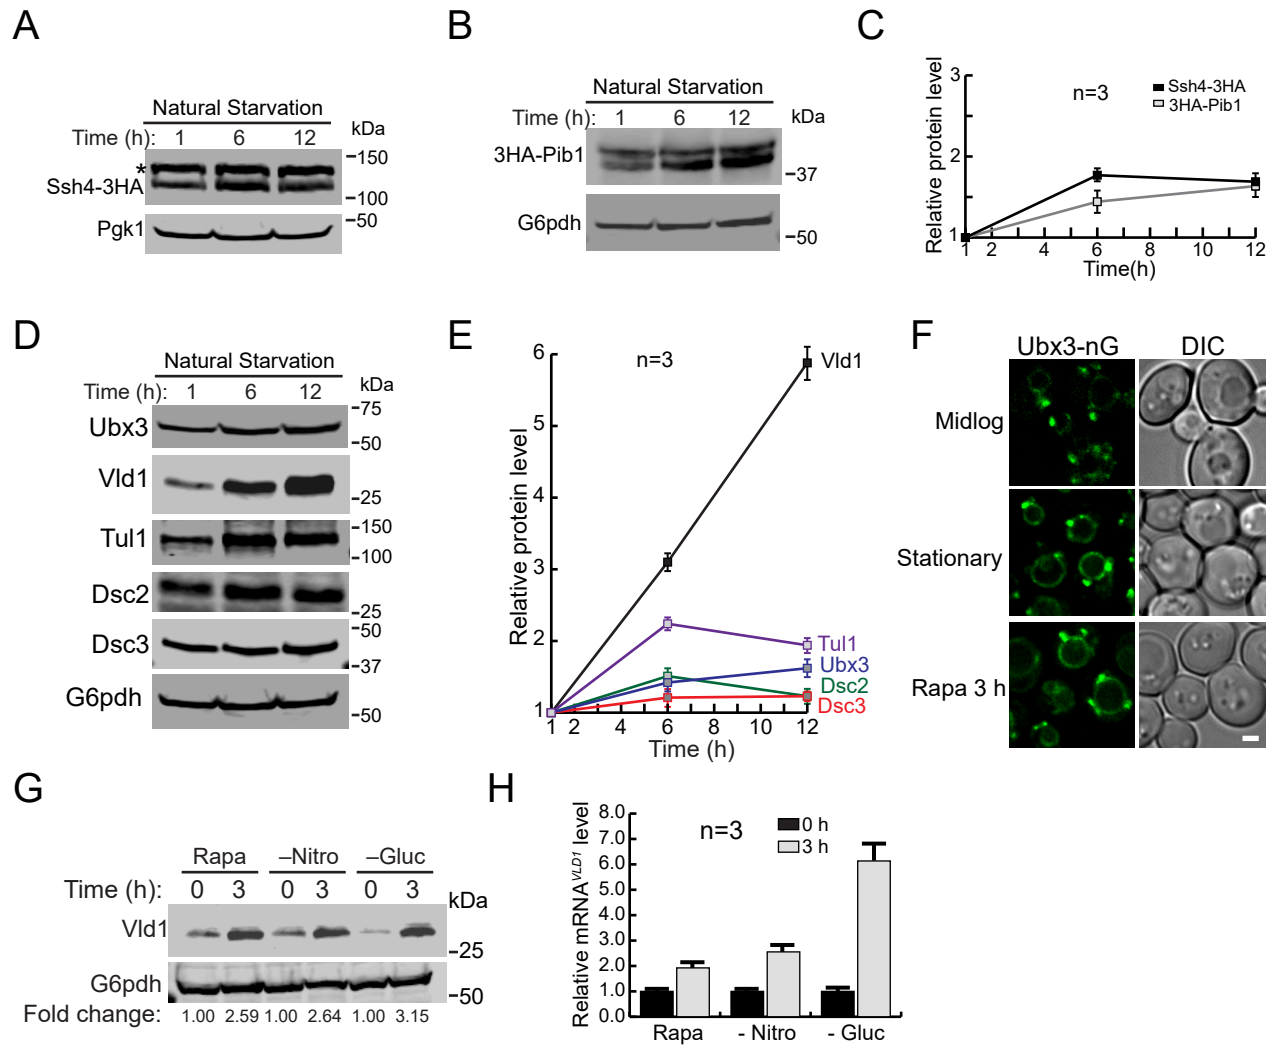 A
Natural Starvation
Time (h): 1 6 12 kDa
*
Ssh4-3HA
–150
–100
Pgk1
–50
B
Natural Starvation
Time (h): 1 6 12 kDa
3HA-Pib1
–37
G6pdh
–50
C
Relative protein level
n=3
Ssh4-3HA
3HA-Pib1
3
2
1
1 2 4 6 8 10 12
Time(h)
D
Natural Starvation
Time (h): 1 6 12 kDa
Ubx3
–75
–50
Vld1
–25
Tul1
–150
–100
Dsc2
–25
Dsc3
–50
–37
G6pdh
–50
E
Relative protein level
n=3
6
5
4
3
2
1
Vld1
Tul1
Ubx3
Dsc2
Dsc3
1 2 4 6 8 10 12
Time (h)
F
Ubx3-nG DIC
Midlog
Stationary
Rapa 3 h
G
Rapa –Nitro –Gluc
Time (h): 0 3 0 3 0 3 kDa
Vld1
–25
G6pdh
–50
Fold change: 1.00 2.59 1.00 2.64 1.00 3.15
H
Relative mRNA^VLD1 level
n=3
0 h
3 h
8.0
7.0
6.0
5.0
4.0
3.0
2.0
1.0
0.0
Rapa - Nitro - Gluc